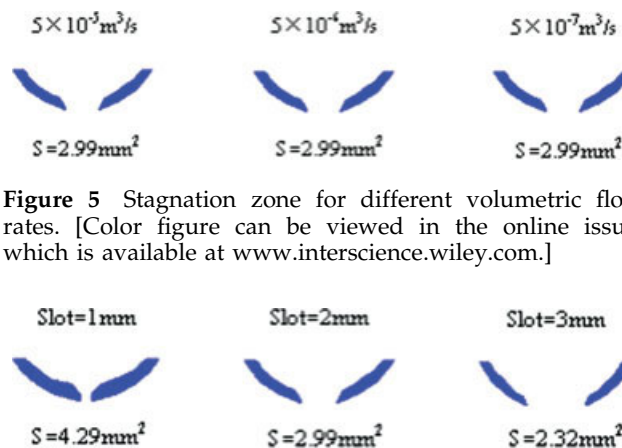 5×10⁻⁵m³/s 5×10⁻⁶m³/s 5×10⁻⁷m³/s
S=2.99mm² S=2.99mm² S=2.99mm²
Figure 5 Stagnation zone for different volumetric flo
rates. [Color figure can be viewed in the online issu
which is available at www.interscience.wiley.com.]
Slot=1mm Slot=2mm Slot=3mm
S=4.29mm² S=2.99mm² S=2.32mm²